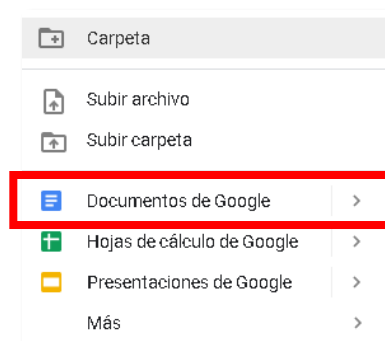 Carpeta
Subir archivo
Subir carpeta
Documentos de Google
Hojas de cálculo de Google
Presentaciones de Google
Más